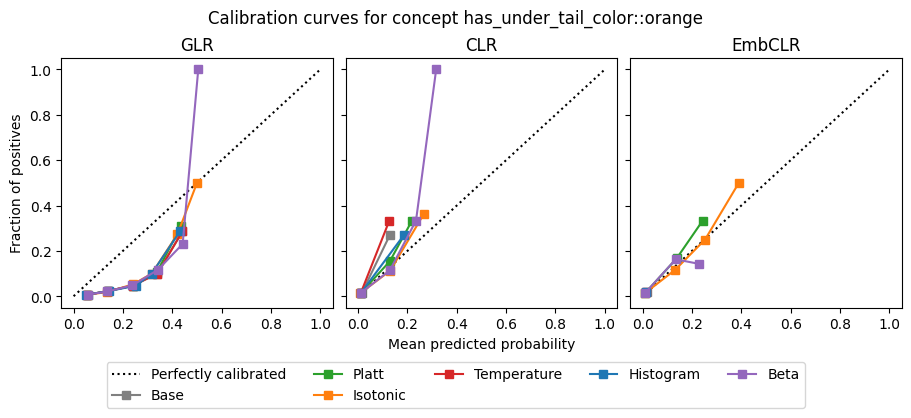 Calibration curves for concept has_under_tail_color::orange
GLR
CLR
EmbCLR
Fraction of positives
1.0
0.8
0.6
0.4
0.2
0.0
0.0 0.2 0.4 0.6 0.8 1.0
0.0 0.2 0.4 0.6 0.8 1.0
0.0 0.2 0.4 0.6 0.8 1.0
Mean predicted probability
Perfectly calibrated Platt Temperature Histogram Beta
Base Isotonic